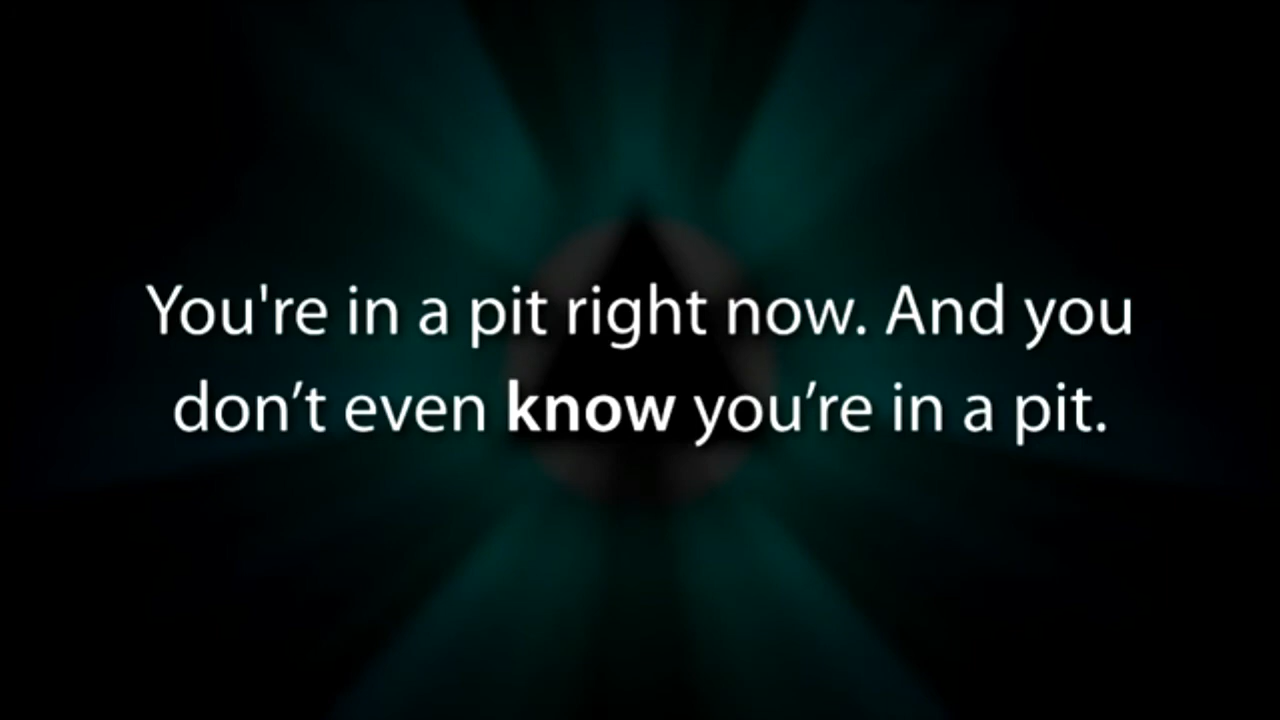 You're in a pit right now. And you
don’t even know you’re in a pit.